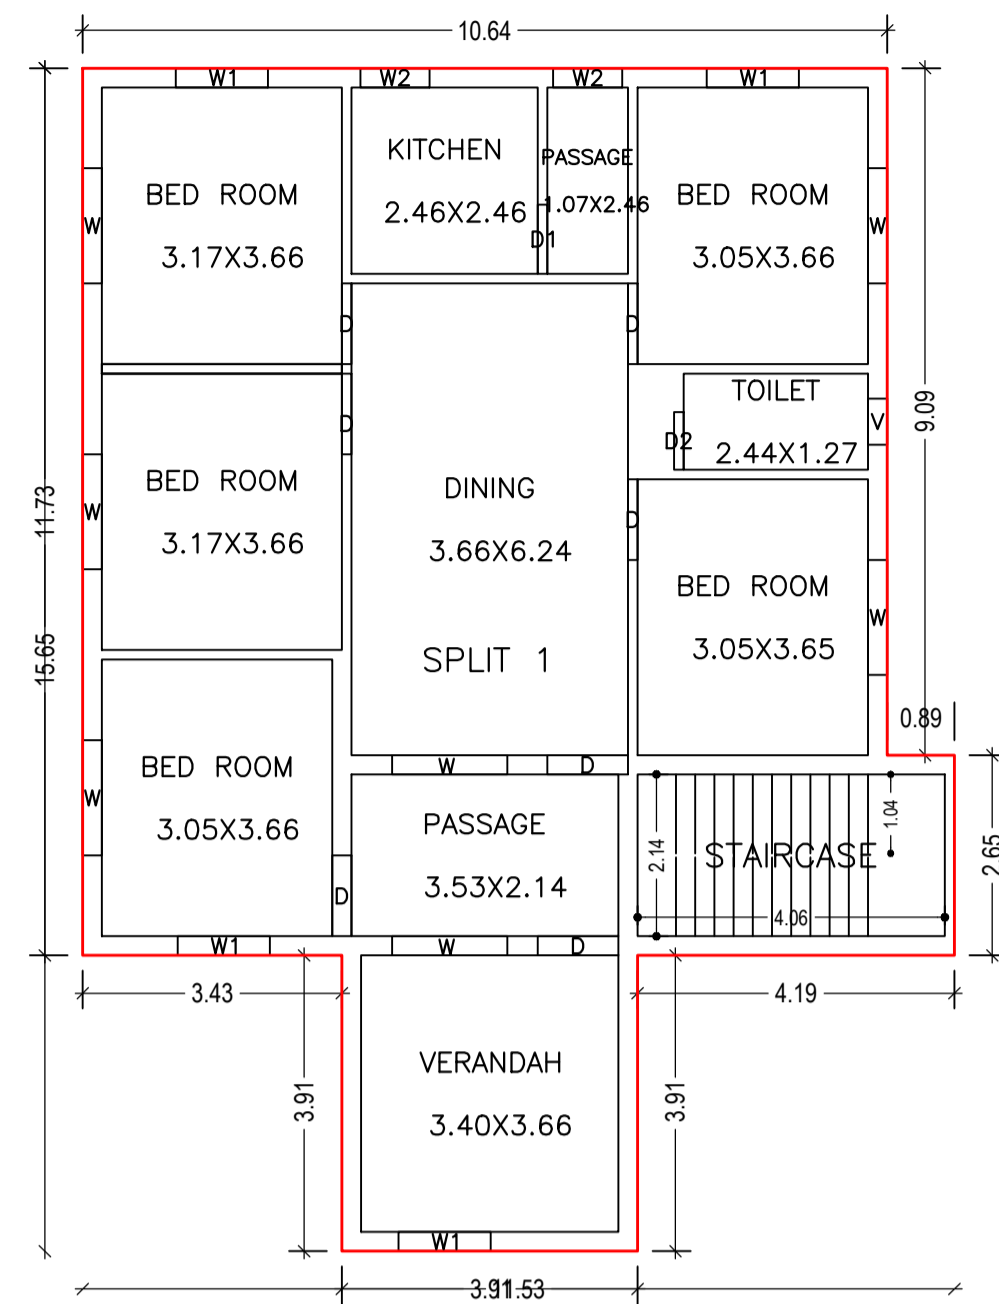 10.64
W1
W2
W2
W1
KITCHEN
2.46X2.46
PASSAGE
1.07X2.46
D1
BED ROOM
3.17X3.66
BED ROOM
3.05X3.66
W
W
D
D
TOILET
2.44X1.27
D2
V
9.09
D
BED ROOM
3.17X3.66
W
11.73
DINING
3.66X6.24
D
BED ROOM
3.05X3.65
W
15.65
SPLIT 1
0.89
W
D
BED ROOM
3.05X3.66
W
D
PASSAGE
3.53X2.14
STAIRCASE
2.14
1.04
4.06
2.65
W1
W
D
3.43
4.19
VERANDAH
3.40X3.66
3.91
3.91
W1
3.91
11.53